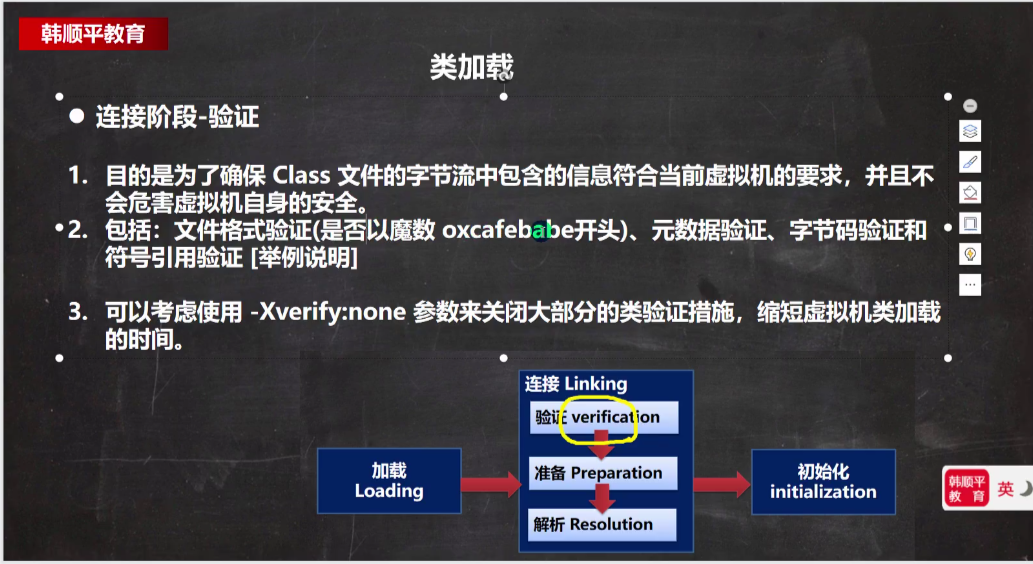 韩顺平教育
类加载
● 连接阶段-验证
1. 目的是为了确保 Class 文件的字节流中包含的信息符合当前虚拟机的要求，并且不
会危害虚拟机自身的安全。
2. 包括：文件格式验证(是否以魔数 oxcafebabe开头)、元数据验证、字节码验证和
符号引用验证 [举例说明]
3. 可以考虑使用 -Xverify:none 参数来关闭大部分的类验证措施，缩短虚拟机类加载
的时间。
连接 Linking
验证 verification
加载
Loading
准备 Preparation
初始化
initialization
解析 Resolution
韩顺平
教 育
英